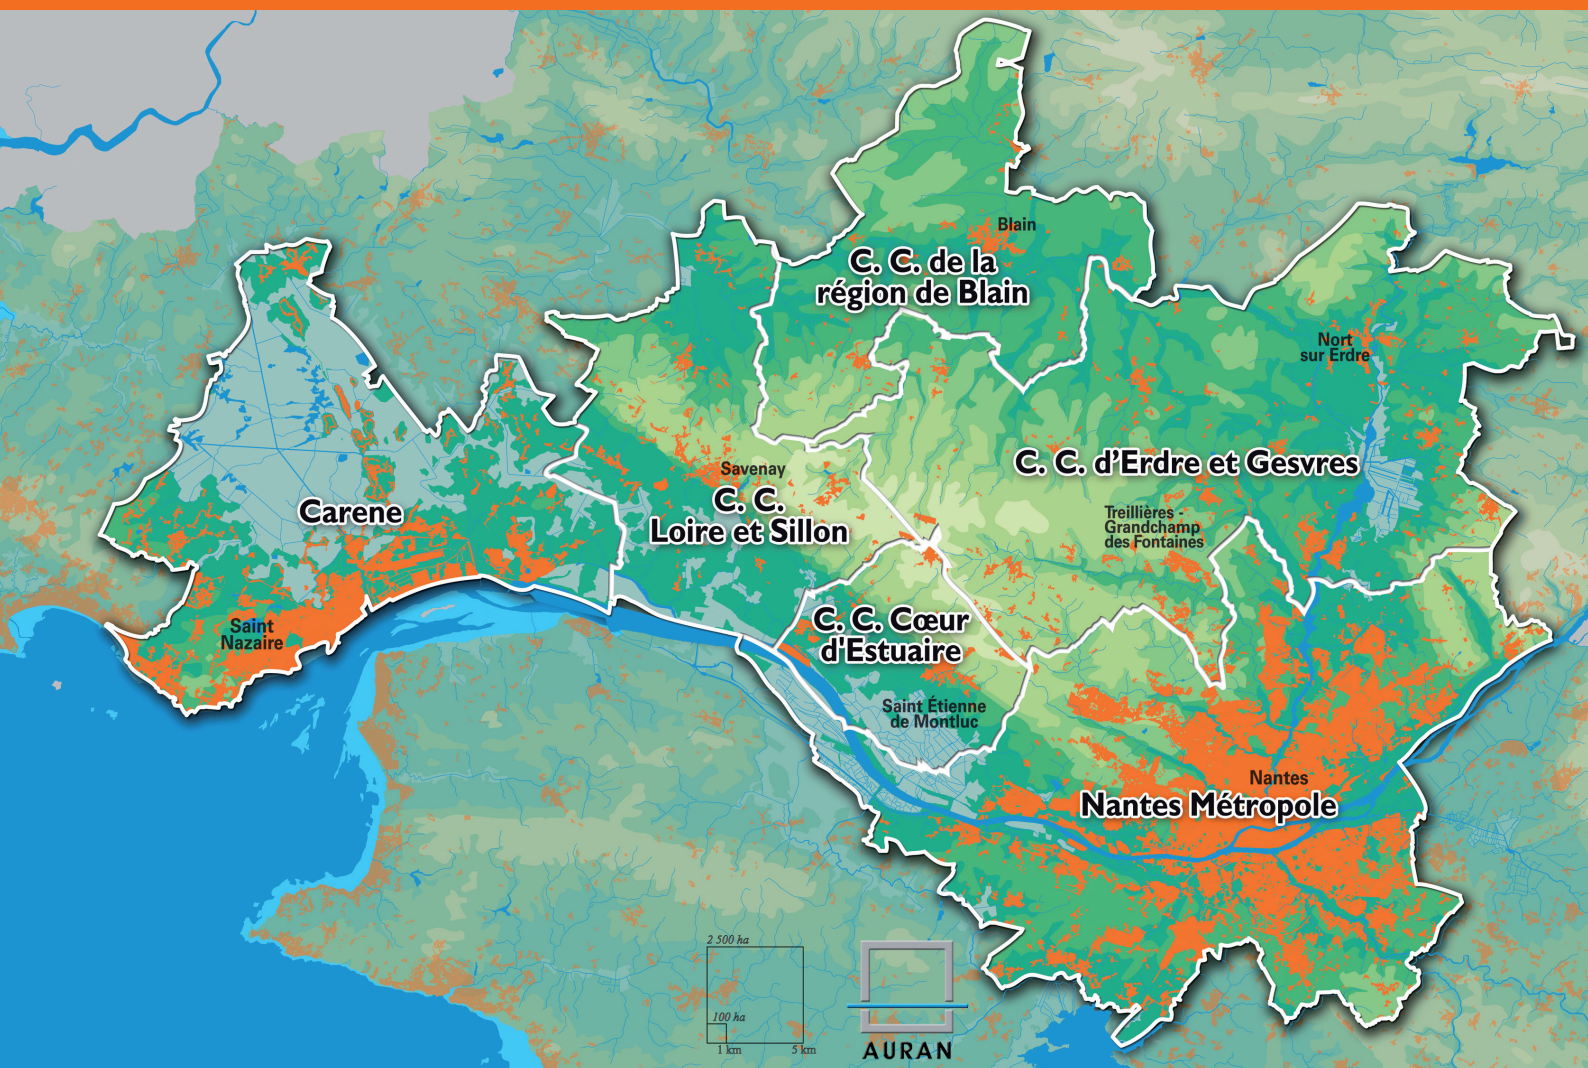 Blain
C. C. de la
région de Blain
Nort
sur Erdre
C. C. d'Erdre et Gesvres
Savenay
C. C.
Loire et Sillon
Carene
Treillières -
Grandchamp
des Fontaines
Saint
Nazaire
C. C. Cœur
d'Estuaire
Saint Étienne
de Montluc
Nantes
Nantes Métropole
2 500 ha
100 ha
1 km
5 km
AURAN